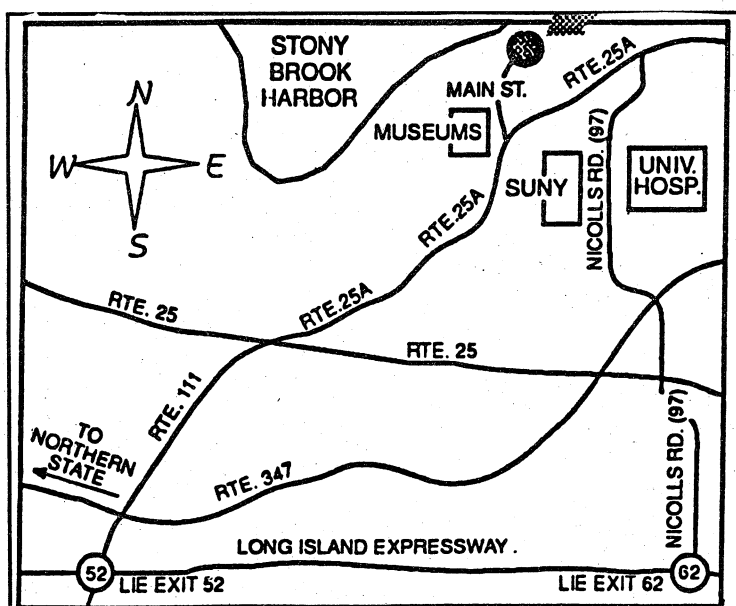 STONY
BROOK
HARBOR
MAIN ST.
RTE.25A
MUSEUMS
N
W
E
S
SUNY
UNIV.
HOSP.
NICOLLS RD. (97)
RTE.25A
RTE.25A
RTE. 25
RTE. 25
RTE. 111
TO
NORTHERN
STATE
RTE. 347
NICOLLS RD. (97)
LONG ISLAND EXPRESSWAY.
52
LIE EXIT 52
LIE EXIT 62
62